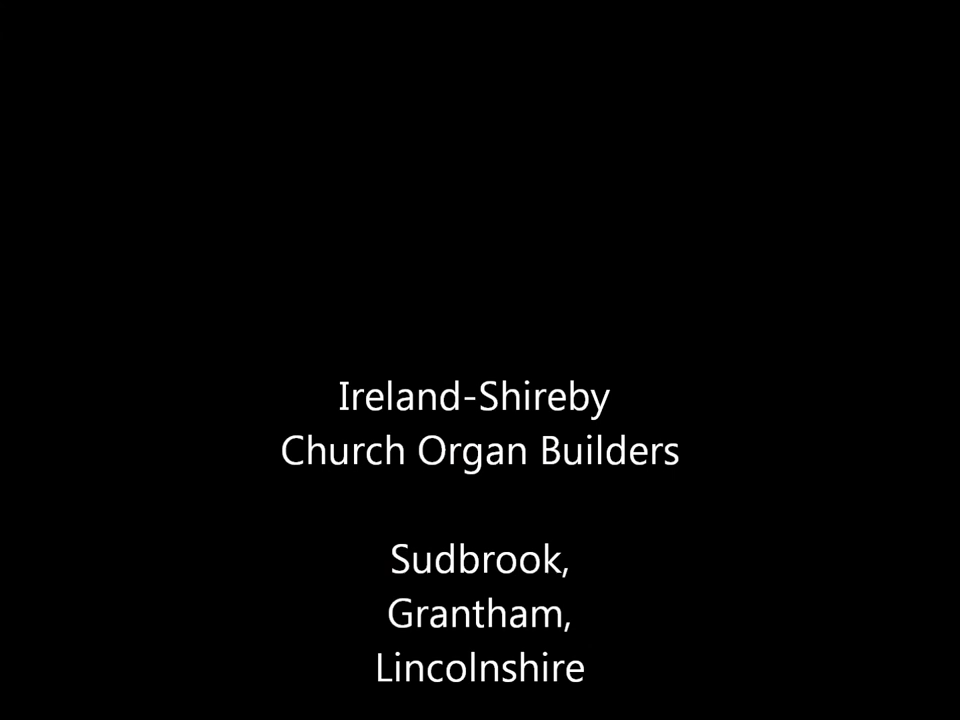 Ireland-Shireby
Church Organ Builders
Sudbrook,
Grantham,
Lincolnshire